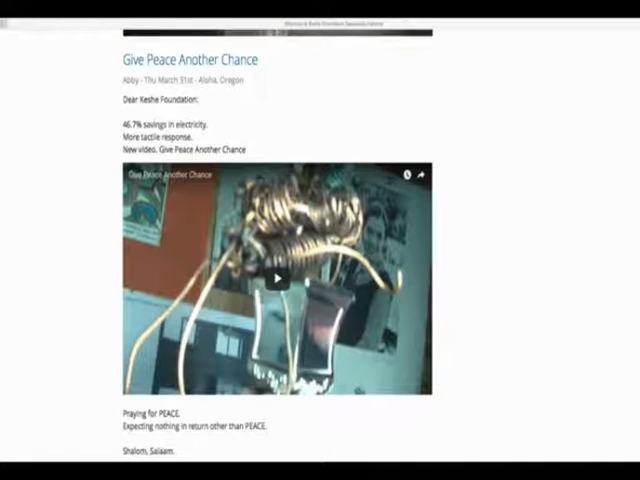 Give Peace Another Chance
Abby - Thu March 31st - Aloha, Oregon
Dear Keshe Foundation:
46.7% savings in electricity.
More tactile response.
New video. Give Peace Another Chance
Give Peace Another Chance
Praying for PEACE.
Expecting nothing in return other than PEACE.
Shalom, Salaam.